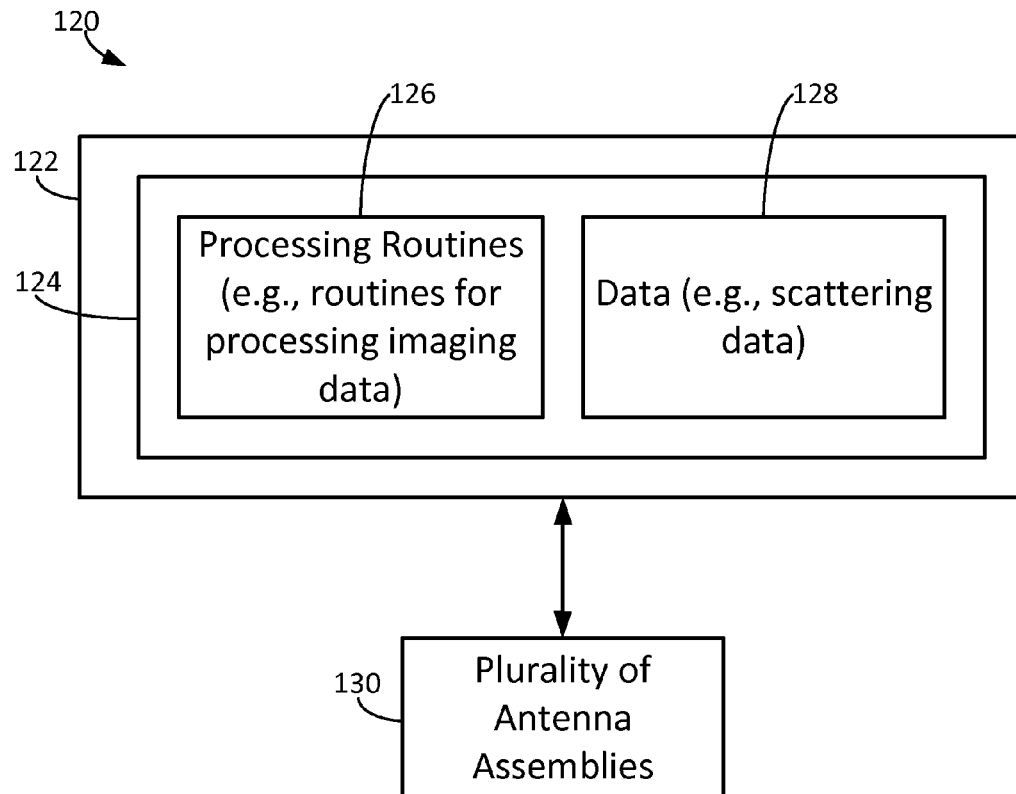 120
126
128
122
124
Processing Routines
(e.g., routines for
processing imaging
data)
Data (e.g., scattering
data)
130
Plurality of
Antenna
Assemblies